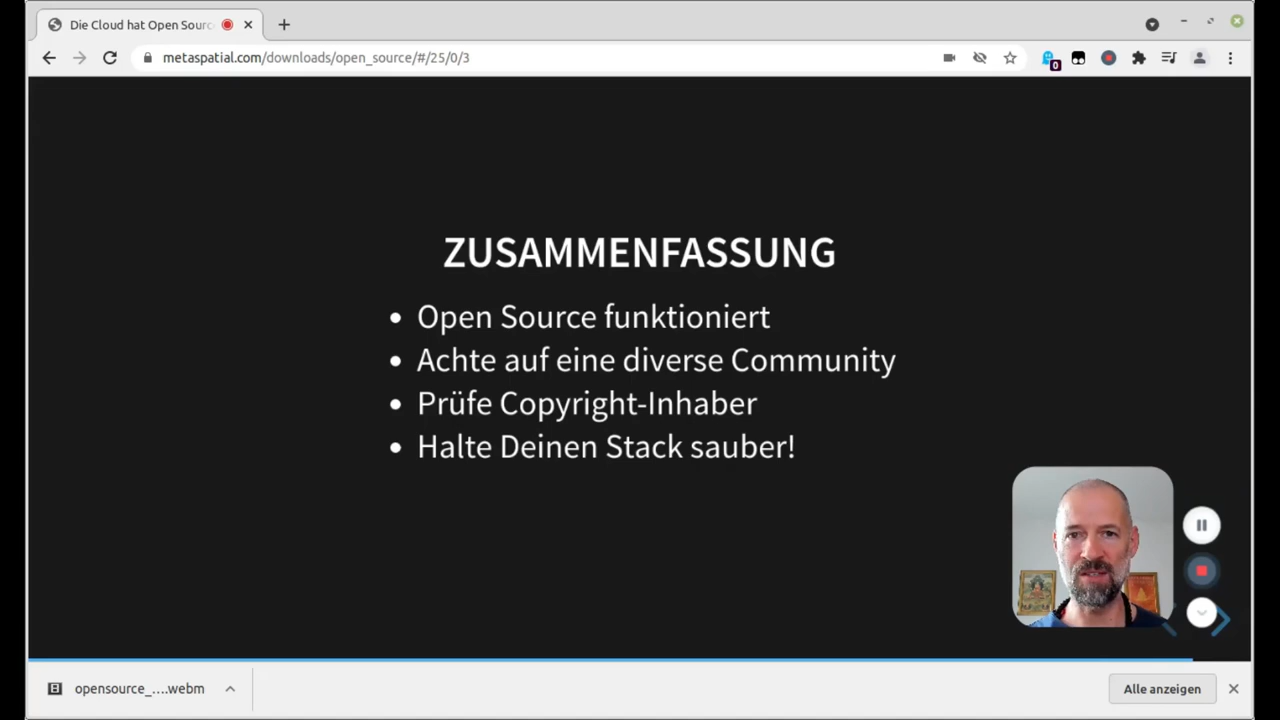 Die Cloud hat Open Sourc
metaspatial.com/downloads/open_source/#/25/0/3
0
ZUSAMMENFASSUNG
• Open Source funktioniert
• Achte auf eine diverse Community
• Prüfe Copyright-Inhaber
• Halte Deinen Stack sauber!
opensource_....webm
Alle anzeigen